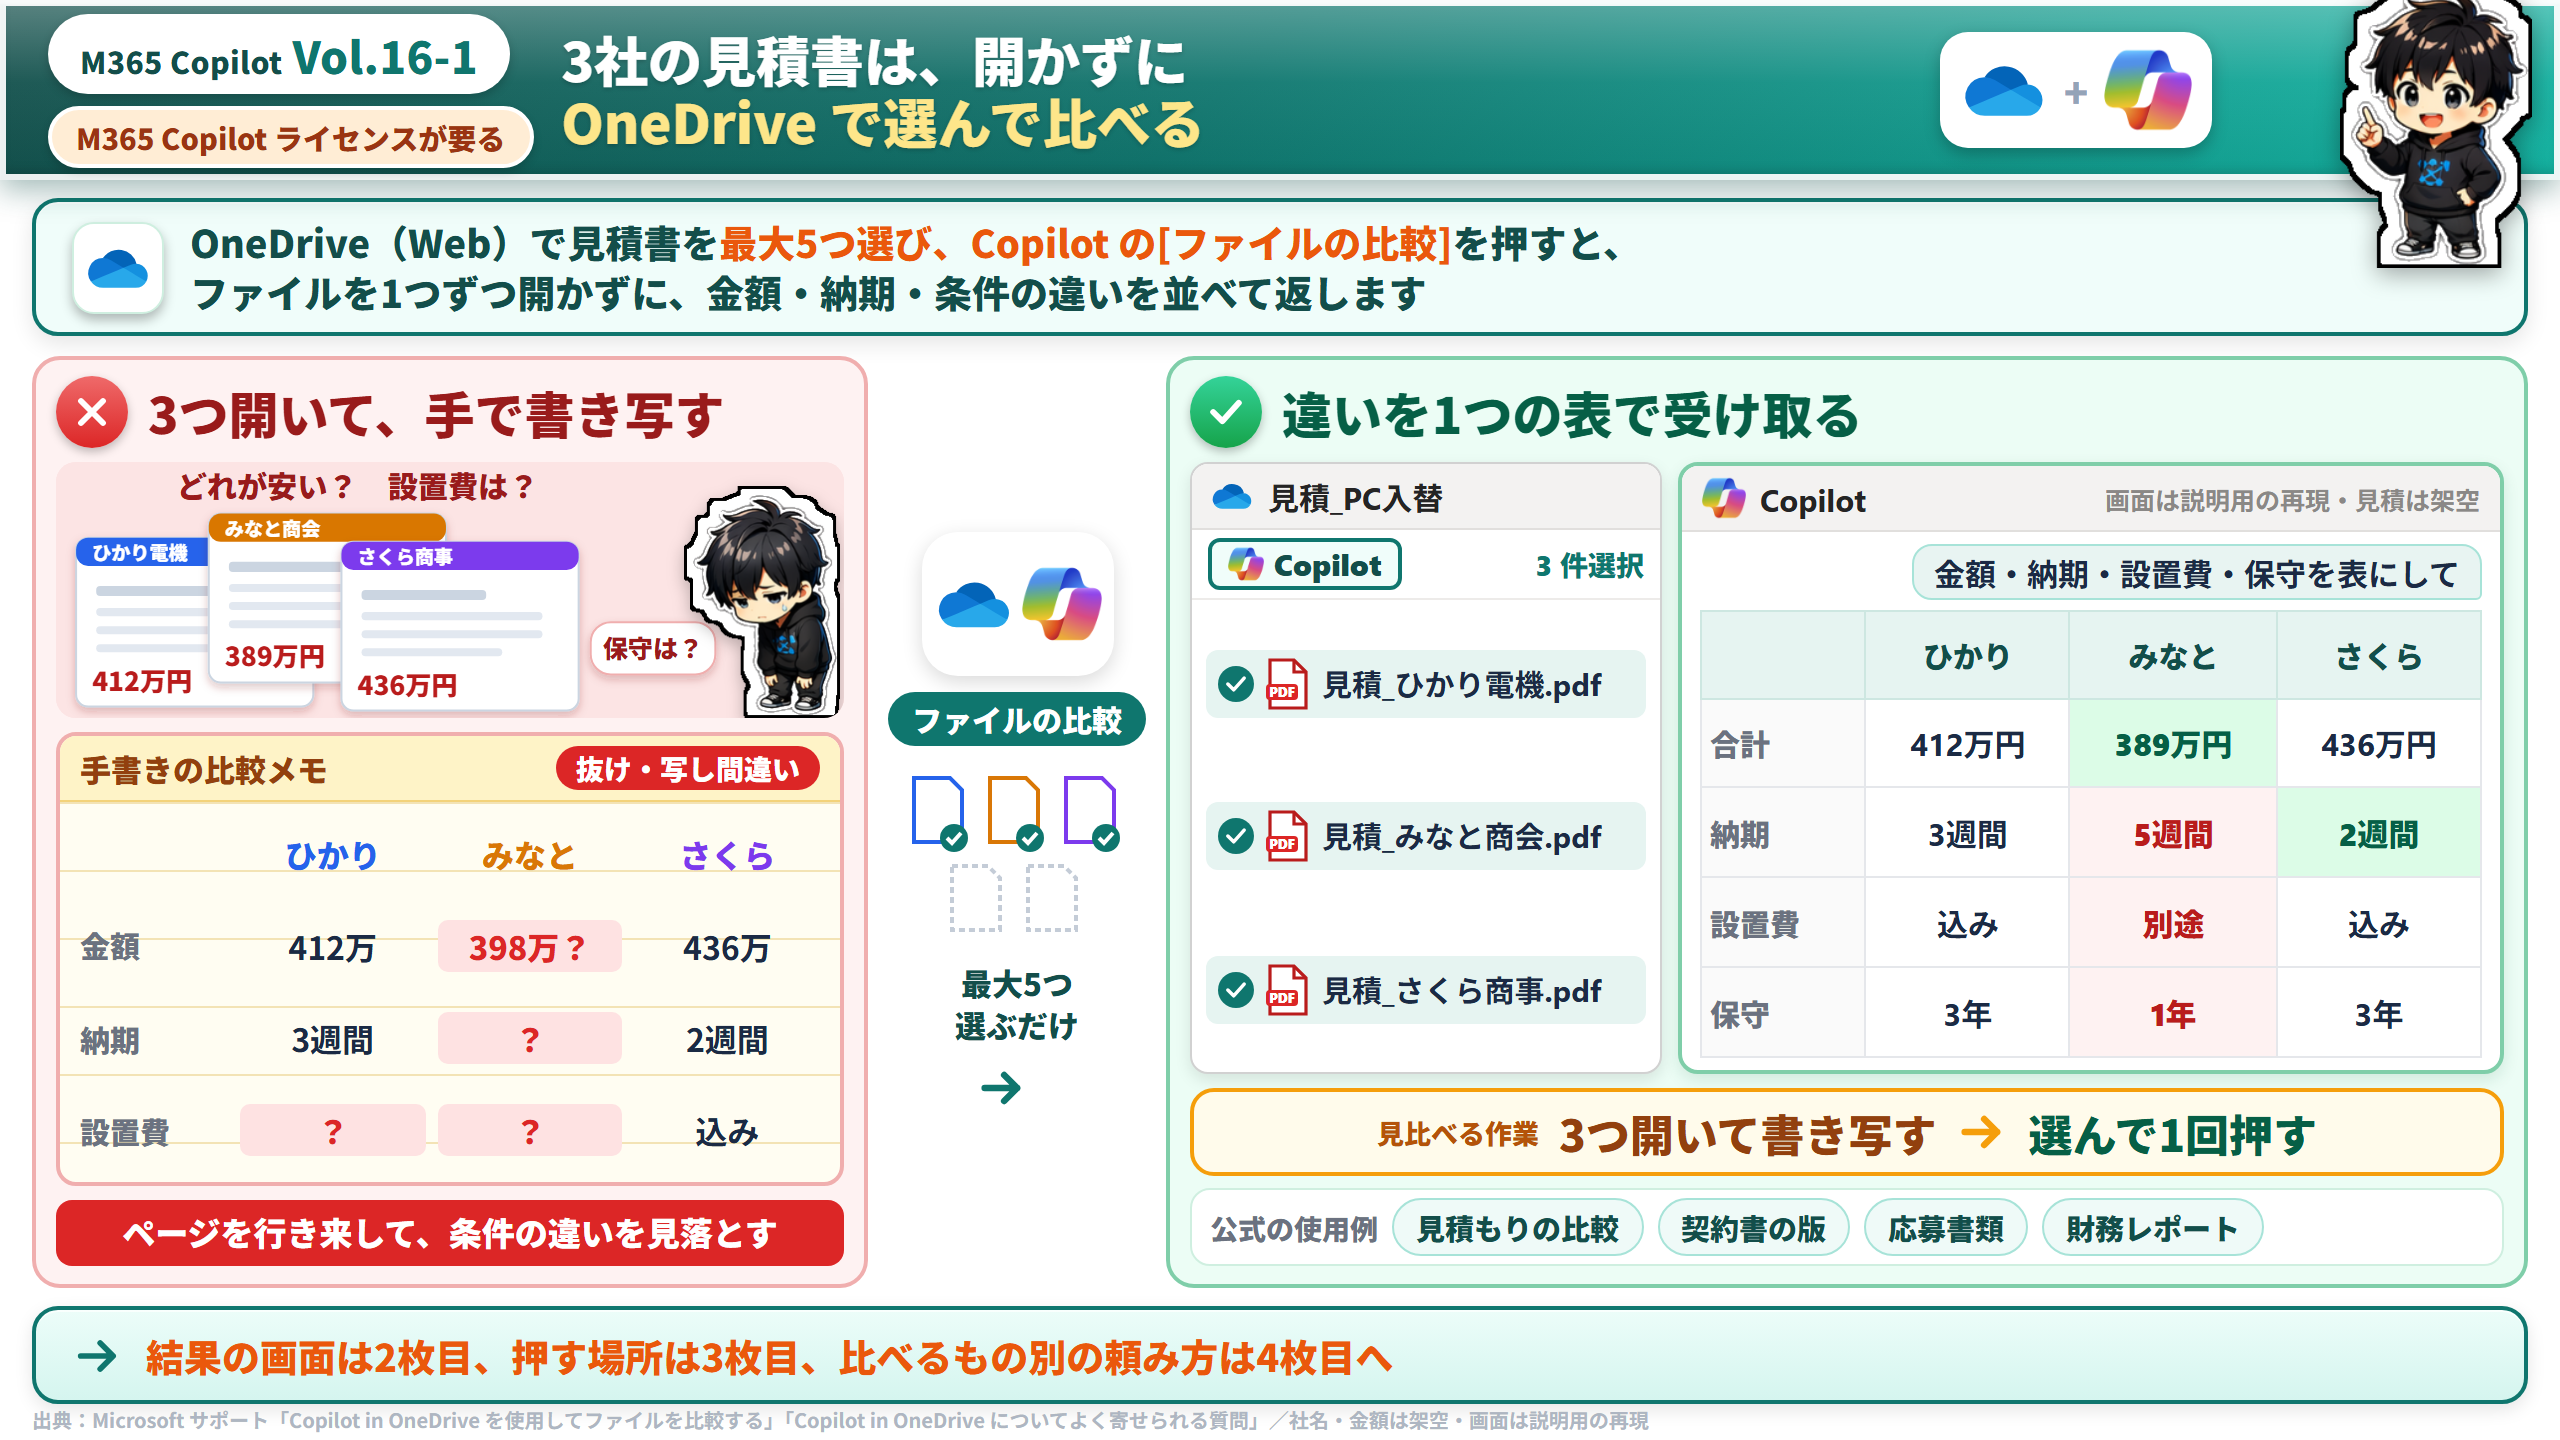 M365 Copilot Vol.16-1
M365 Copilot ライセンスが要る
3社の見積書は、開かずに
OneDrive で選んで比べる
+
OneDrive（Web）で見積書を最大5つ選び、Copilot の[ファイルの比較]を押すと、
ファイルを1つずつ開かずに、金額・納期・条件の違いを並べて返します
3つ開いて、手で書き写す
どれが安い？ 設置費は？
ひかり電機
412万円
みなと商会
389万円
さくら商事
436万円
保守は？
手書きの比較メモ
抜け・写し間違い
ひかり みなと さくら
金額 412万 398万？ 436万
納期 3週間 ？ 2週間
設置費 ？ ？ 込み
ページを行き来して、条件の違いを見落とす
ファイルの比較
最大5つ
選ぶだけ
→
違いを1つの表で受け取る
見積_PC入替
Copilot 3 件選択
PDF 見積_ひかり電機.pdf
PDF 見積_みなと商会.pdf
PDF 見積_さくら商事.pdf
Copilot 画面は説明用の再現・見積は架空
金額・納期・設置費・保守を表にして
ひかり みなと さくら
合計 412万円 389万円 436万円
納期 3週間 5週間 2週間
設置費 込み 別途 込み
保守 3年 1年 3年
見比べる作業 3つ開いて書き写す → 選んで1回押す
公式の使用例 見積もりの比較 契約書の版 応募書類 財務レポート
→ 結果の画面は2枚目、押す場所は3枚目、比べるもの別の頼み方は4枚目へ
出典：Microsoft サポート「Copilot in OneDrive を使用してファイルを比較する」「Copilot in OneDrive についてよく寄せられる質問」／社名・金額は架空・画面は説明用の再現